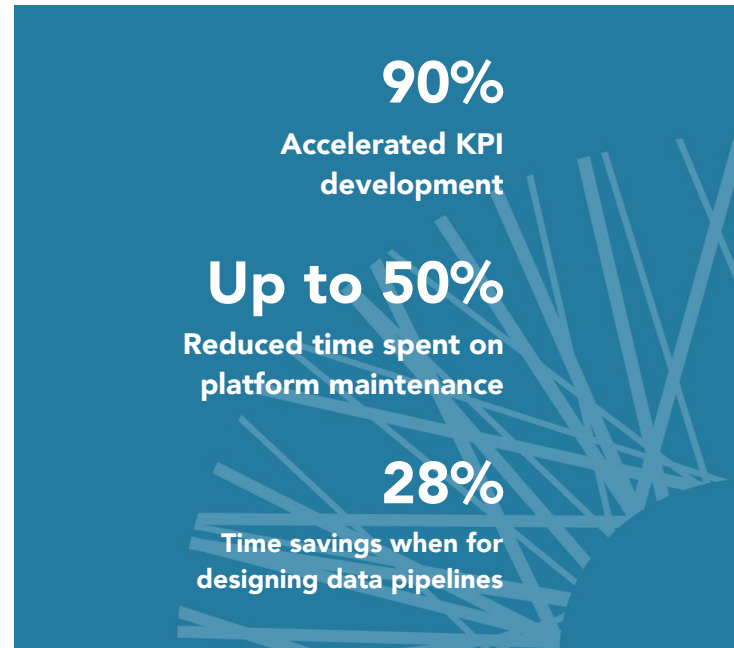 90%
Accelerated KPI
development
Up to 50%
Reduced time spent on
platform maintenance
28%
Time savings when for
designing data pipelines